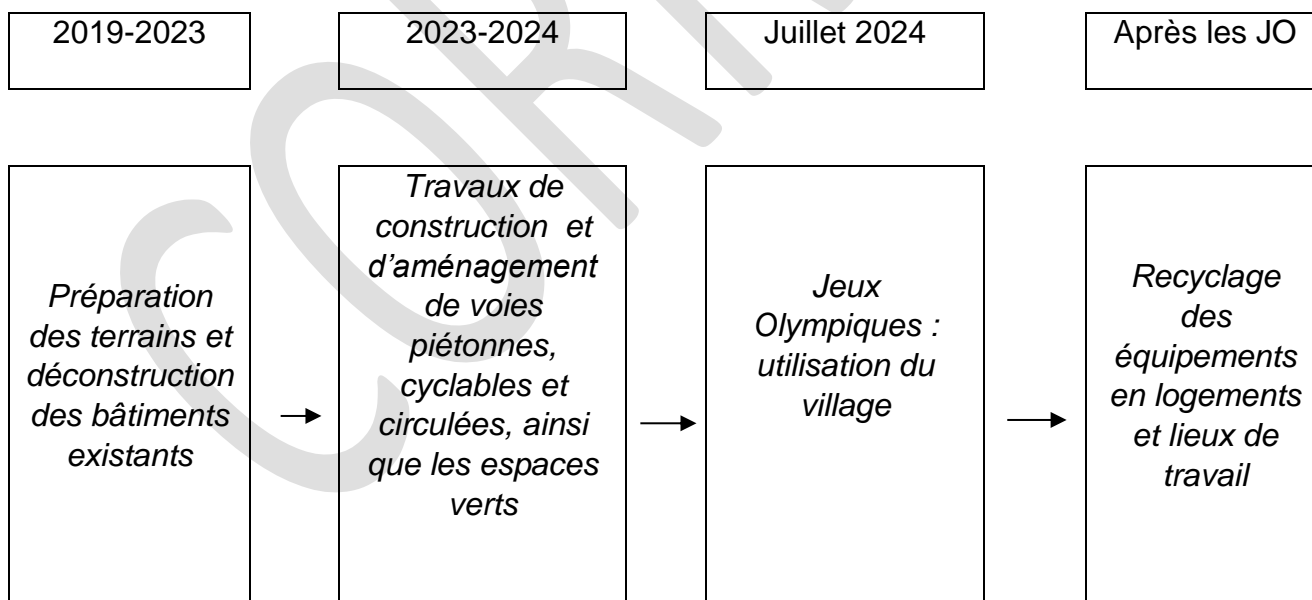 2019-2023
2023-2024
Juillet 2024
Après les JO
Préparation
des terrains et
déconstruction
des bâtiments
existants
Travaux de
construction et
d'aménagement
de voies
piétonnes,
cyclables et
circulées, ainsi
que les espaces
verts
Jeux
Olympiques :
utilisation du
village
Recyclage
des
équipements
en logements
et lieux de
travail